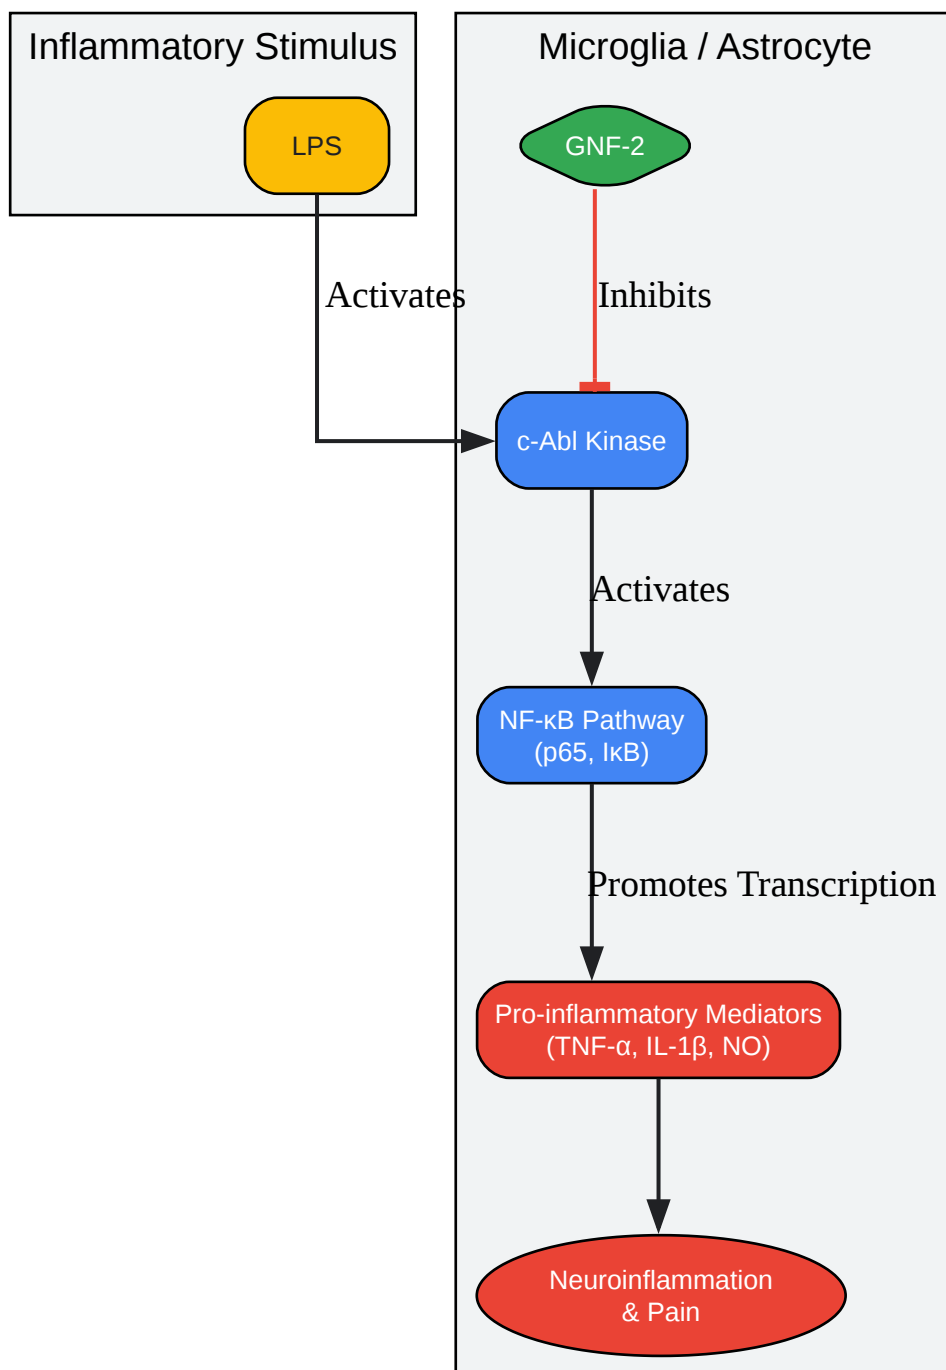 Inflammatory Stimulus
Microglia / Astrocyte
LPS
GNF-2
Activates
Inhibits
c-Abl Kinase
Activates
NF-κB Pathway
(p65, IκB)
Promotes Transcription
Pro-inflammatory Mediators
(TNF-α, IL-1β, NO)
Neuroinflammation
& Pain